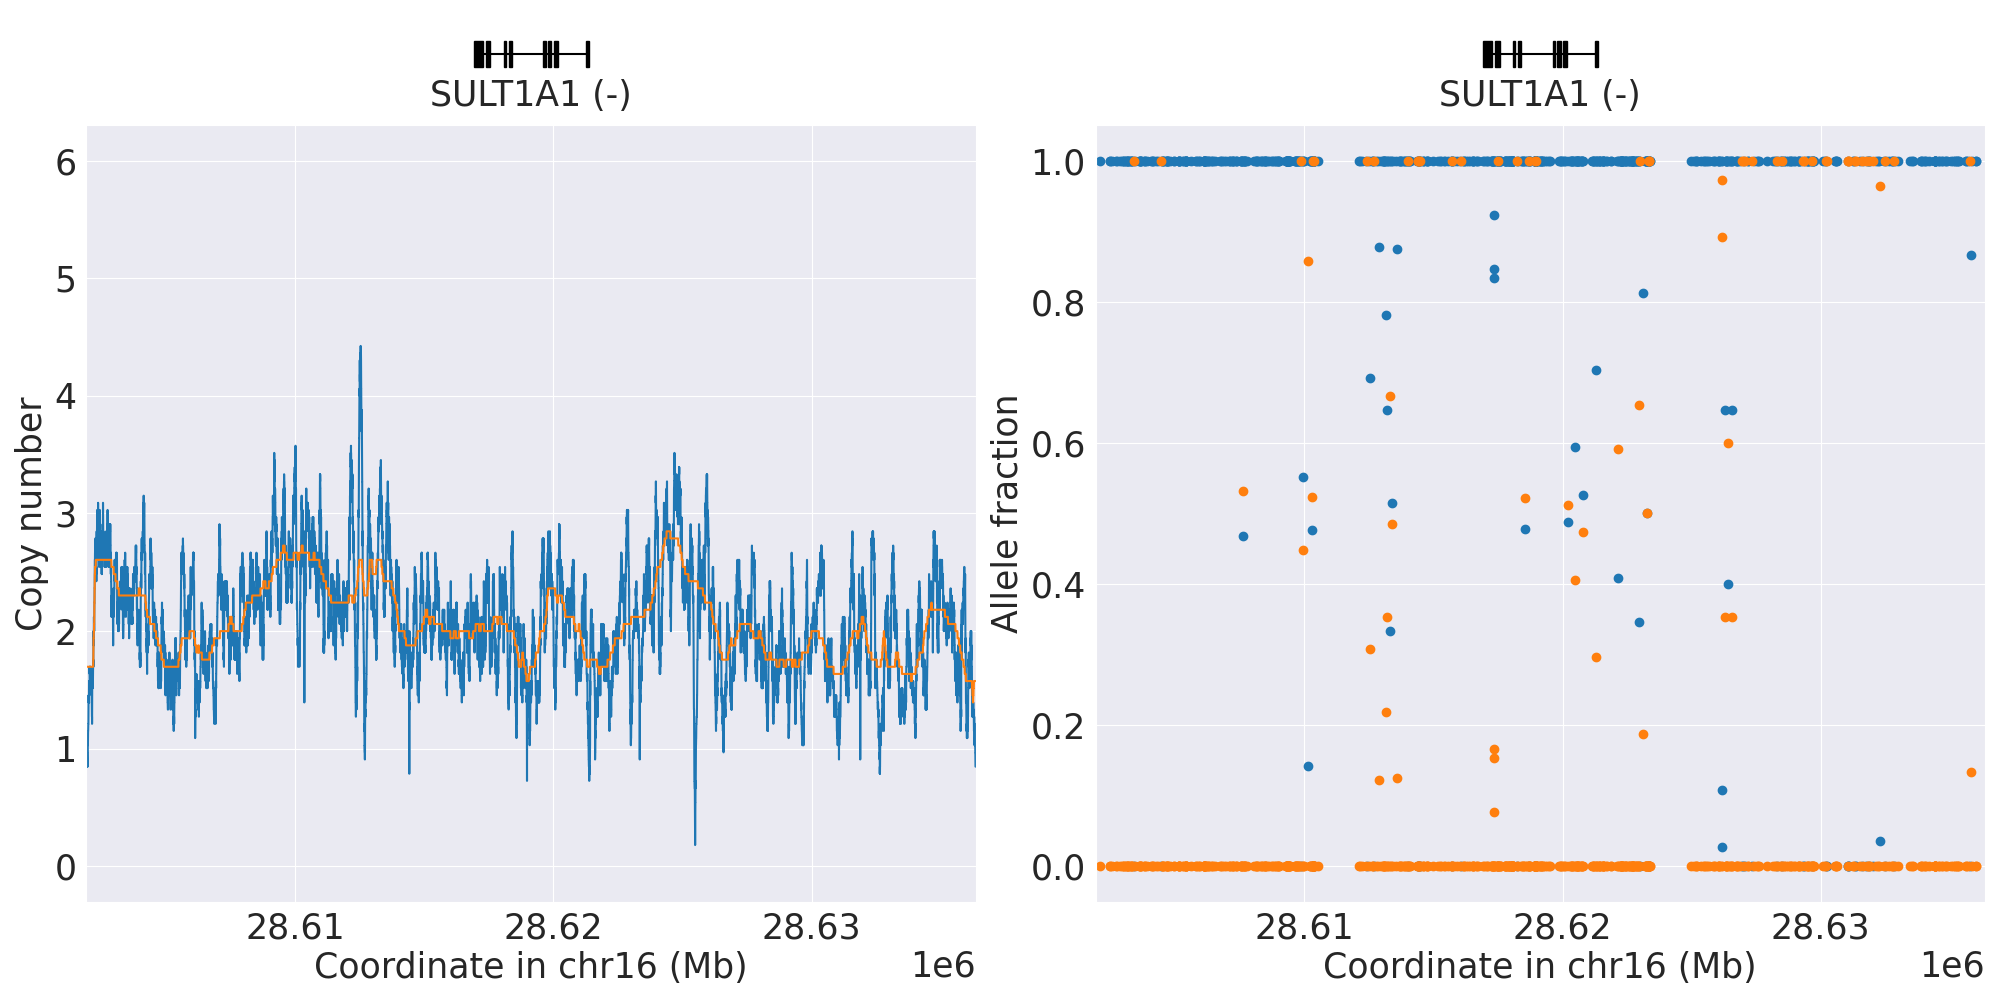 SULT1A1 (-)
Copy number
6
5
4
3
2
1
0
28.61
28.62
28.63
Coordinate in chr16 (Mb)
1e6
SULT1A1 (-)
Allele fraction
1.0
0.8
0.6
0.4
0.2
0.0
28.61
28.62
28.63
Coordinate in chr16 (Mb)
1e6